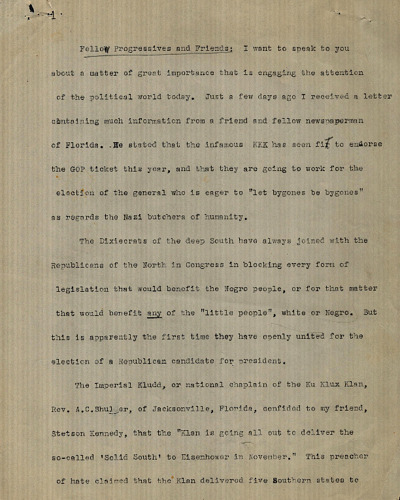 1
Fellow Progressives and Friends: I want to speak to you
about a matter of great importance that is engaging the attention
of the political world today. Just a few days ago I received a letter
containing much information from a friend and fellow newspaperman
of Florida. He stated that the infamous KKK has seen fit to endorse
the GOP ticket this year, and that they are going to work for the
election of the general who is eager to "let bygones be bygones"
as regards the Nazi butchers of humanity.
The Dixiecrats of the deep South have always joined with the
Republicans of the North in Congress in blocking every form of
legislation that would benefit the Negro people, or for that matter
that would benefit any of the "little people", white or Negro. But
this is apparently the first time they have openly united for the
election of a Republican candidate for president.
The Imperial Kludd, or national chaplain of the Ku Klux Klan,
Rev. A.C.Shuler, of Jacksonville, Florida, confided to my friend,
Stetson Kennedy, that the "Klan is going all out to deliver the
so-called 'Solid South' to Eisenhower in November." This preacher
of hate claimed that the Klan delivered five Southern states to